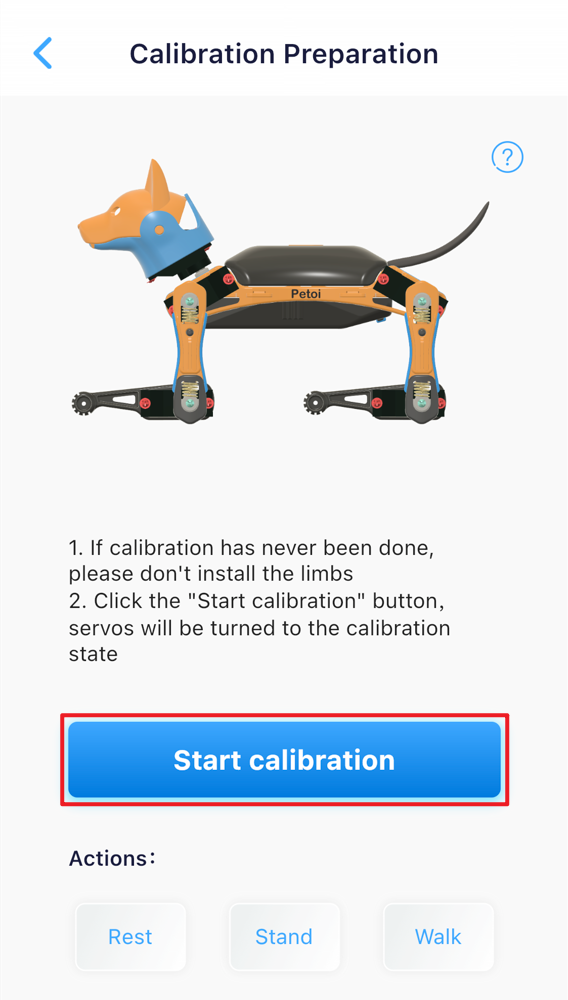 Calibration Preparation
?
Petoi
1. If calibration has never been done,
please don't install the limbs
2. Click the "Start calibration" button,
servos will be turned to the calibration
state
Start calibration
Actions:
Rest Stand Walk